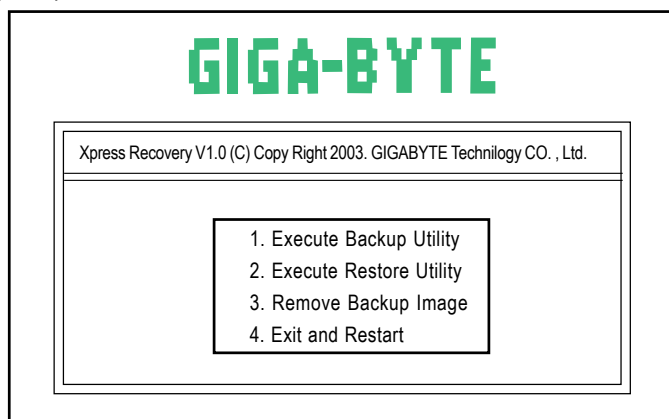 GIGA-BYTE
Xpress Recovery V1.0 (C) Copy Right 2003. GIGABYTE Technilogy CO. , Ltd.
1. Execute Backup Utility
2. Execute Restore Utility
3. Remove Backup Image
4. Exit and Restart